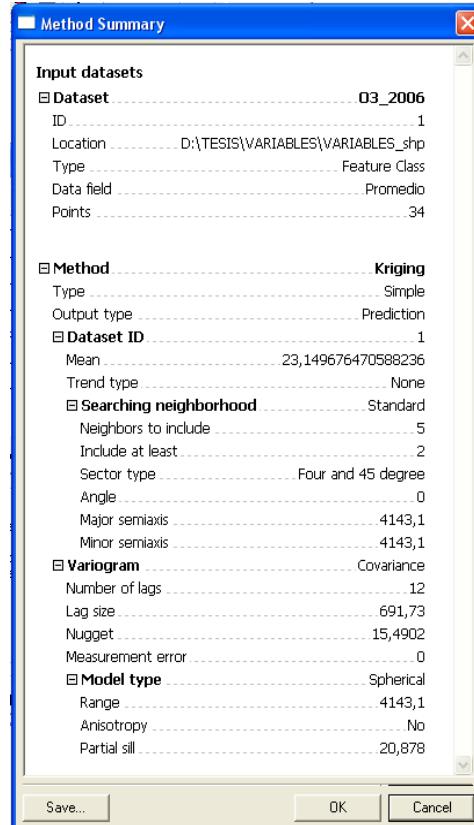 Method Summary
Input datasets
Dataset O3_2006
ID 1
Location D:\TESIS\VARIABLES\VARIABLES_shp
Type Feature Class
Data field Promedio
Points 34
Method Kriging
Type Simple
Output type Prediction
Dataset ID 1
Mean 23,149676470588236
Trend type None
Searching neighborhood Standard
Neighbors to include 5
Include at least 2
Sector type Four and 45 degree
Angle 0
Major semiaxis 4143,1
Minor semiaxis 4143,1
Variogram Covariance
Number of lags 12
Lag size 691,73
Nugget 15,4902
Measurement error 0
Model type Spherical
Range 4143,1
Anisotropy No
Partial sill 20,878
Save... OK Cancel